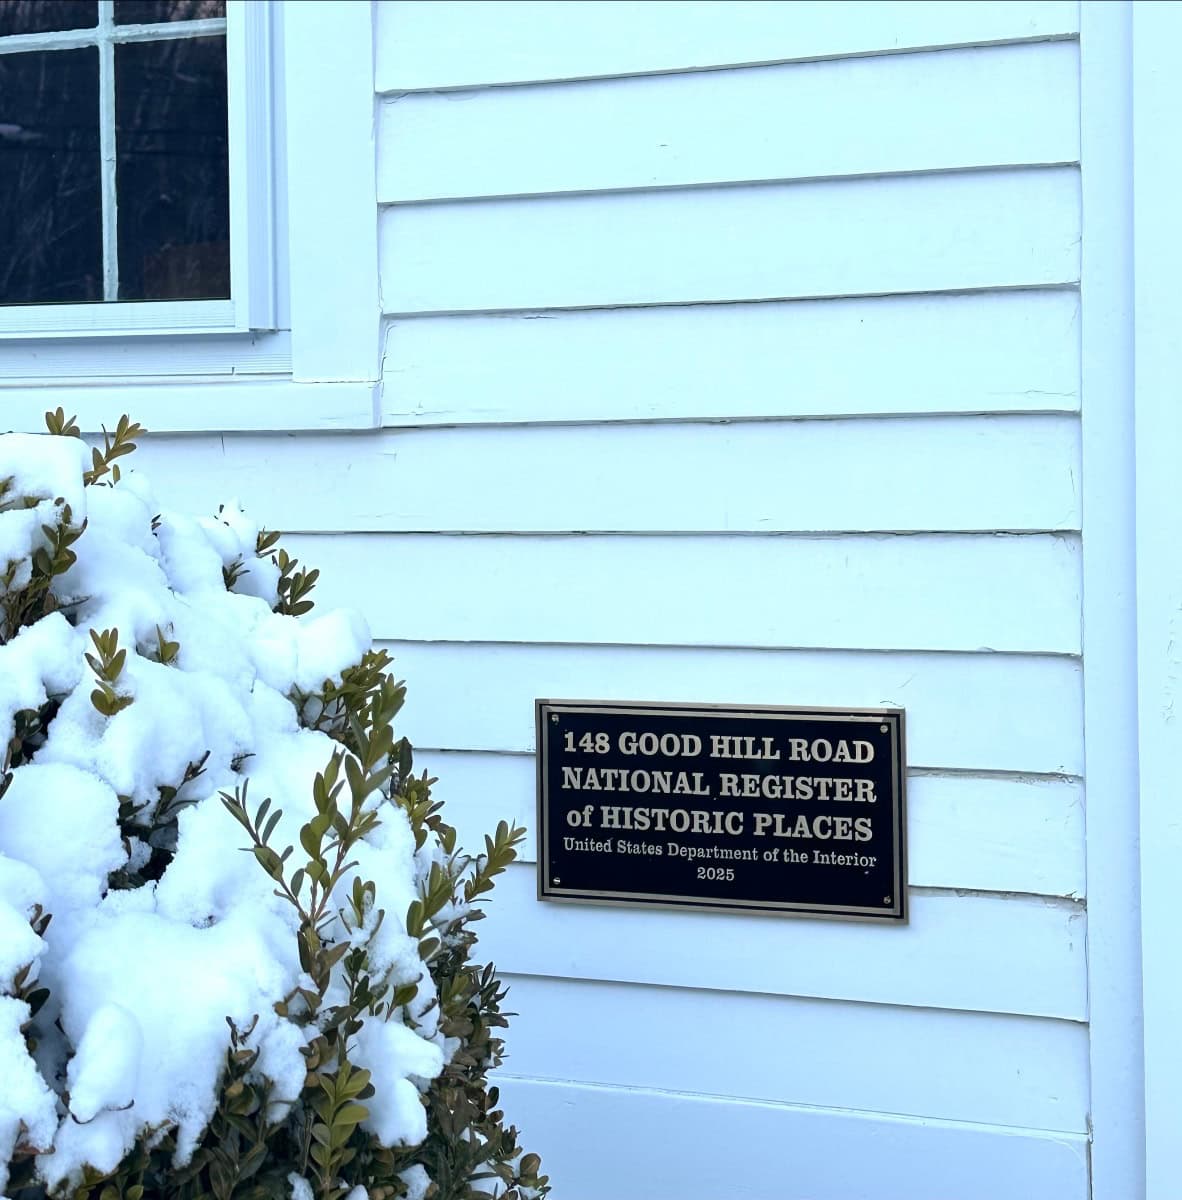 148 GOOD HILL ROAD
NATIONAL REGISTER
of HISTORIC PLACES
United States Department of the Interior
2025